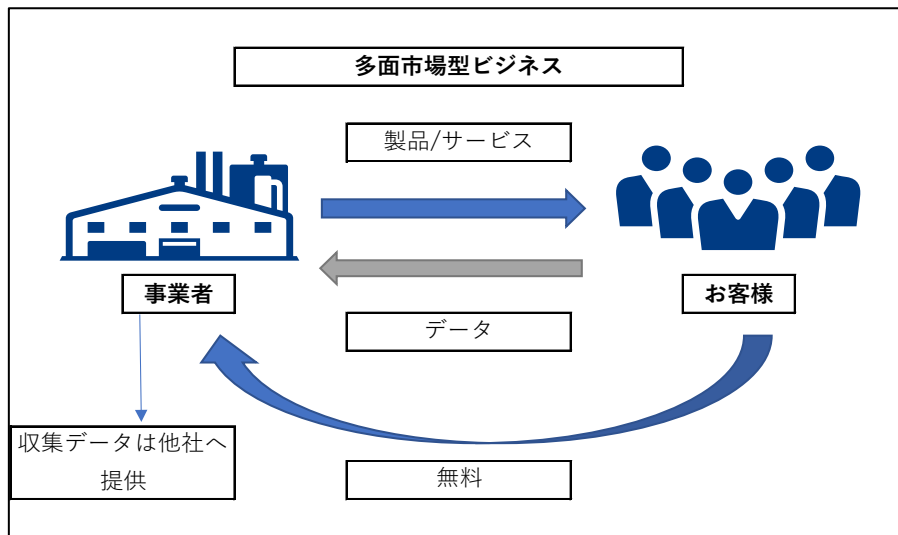 多面市場型ビジネス
製品/サービス
事業者
お客様
データ
収集データは他社へ
提供
無料